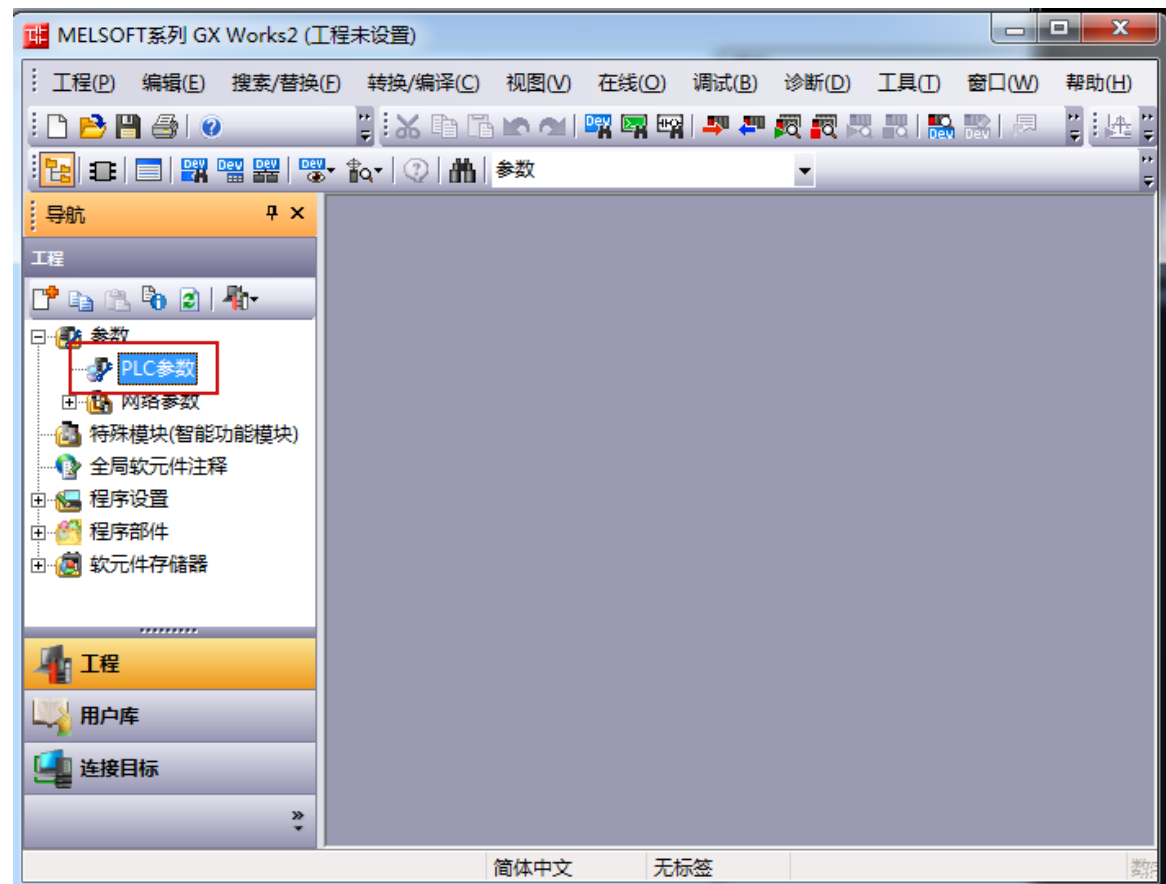 MELSOFT系列 GX Works2 (工程未设置)
工程(P) 编辑(E) 搜索/替换(F) 转换/编译(C) 视图(V) 在线(O) 调试(B) 诊断(D) 工具(T) 窗口(W) 帮助(H)
参数
导航
工程
参数
PLC参数
网络参数
特殊模块(智能功能模块)
全局软元件注释
程序设置
程序部件
软元件存储器
工程
用户库
连接目标
简体中文 无标签